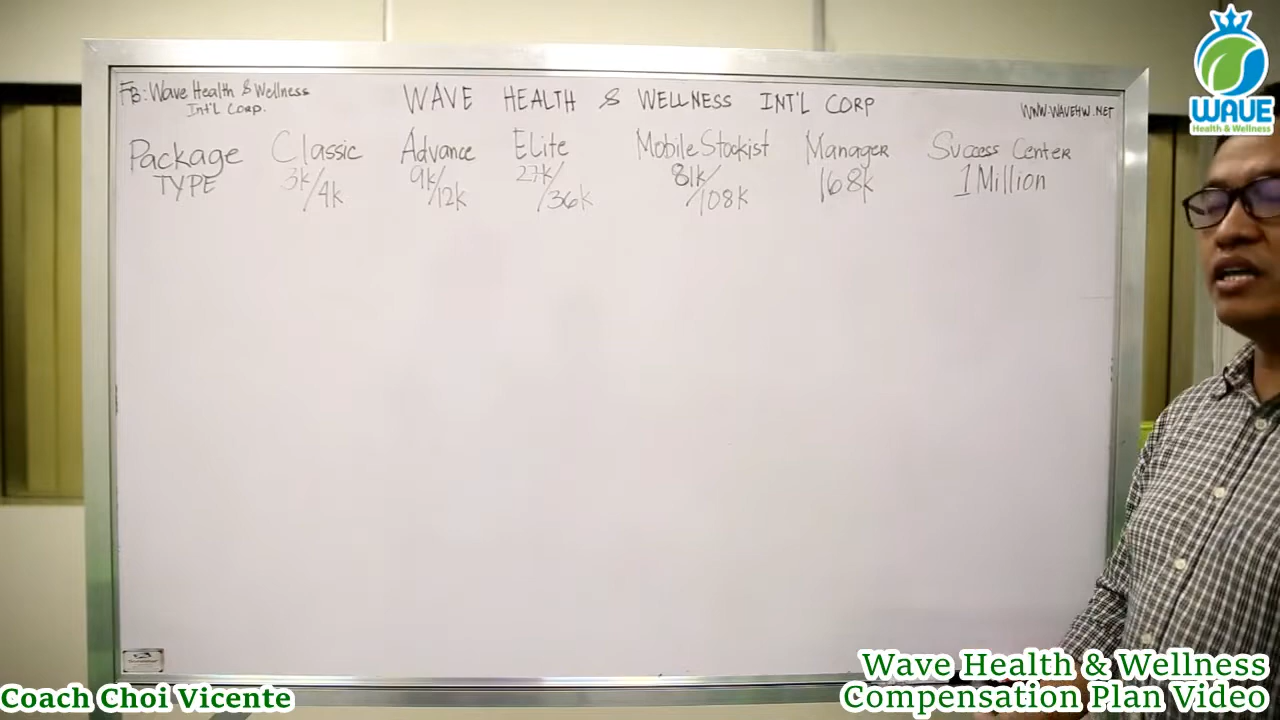 FB: Wave Health & Wellness
Int'l Corp.
WAVE HEALTH & WELLNESS INT'L CORP
WWW.WAVEHW.NET
WAVE
Health & Wellness
Package TYPE
Classic 3k/4k
Advance 9k/12k
Elite 27k/36k
Mobile Stockist 81k/108k
Manager 168k
Success Center 1 Million
Coach Choi Vicente
Wave Health & Wellness
Compensation Plan Video